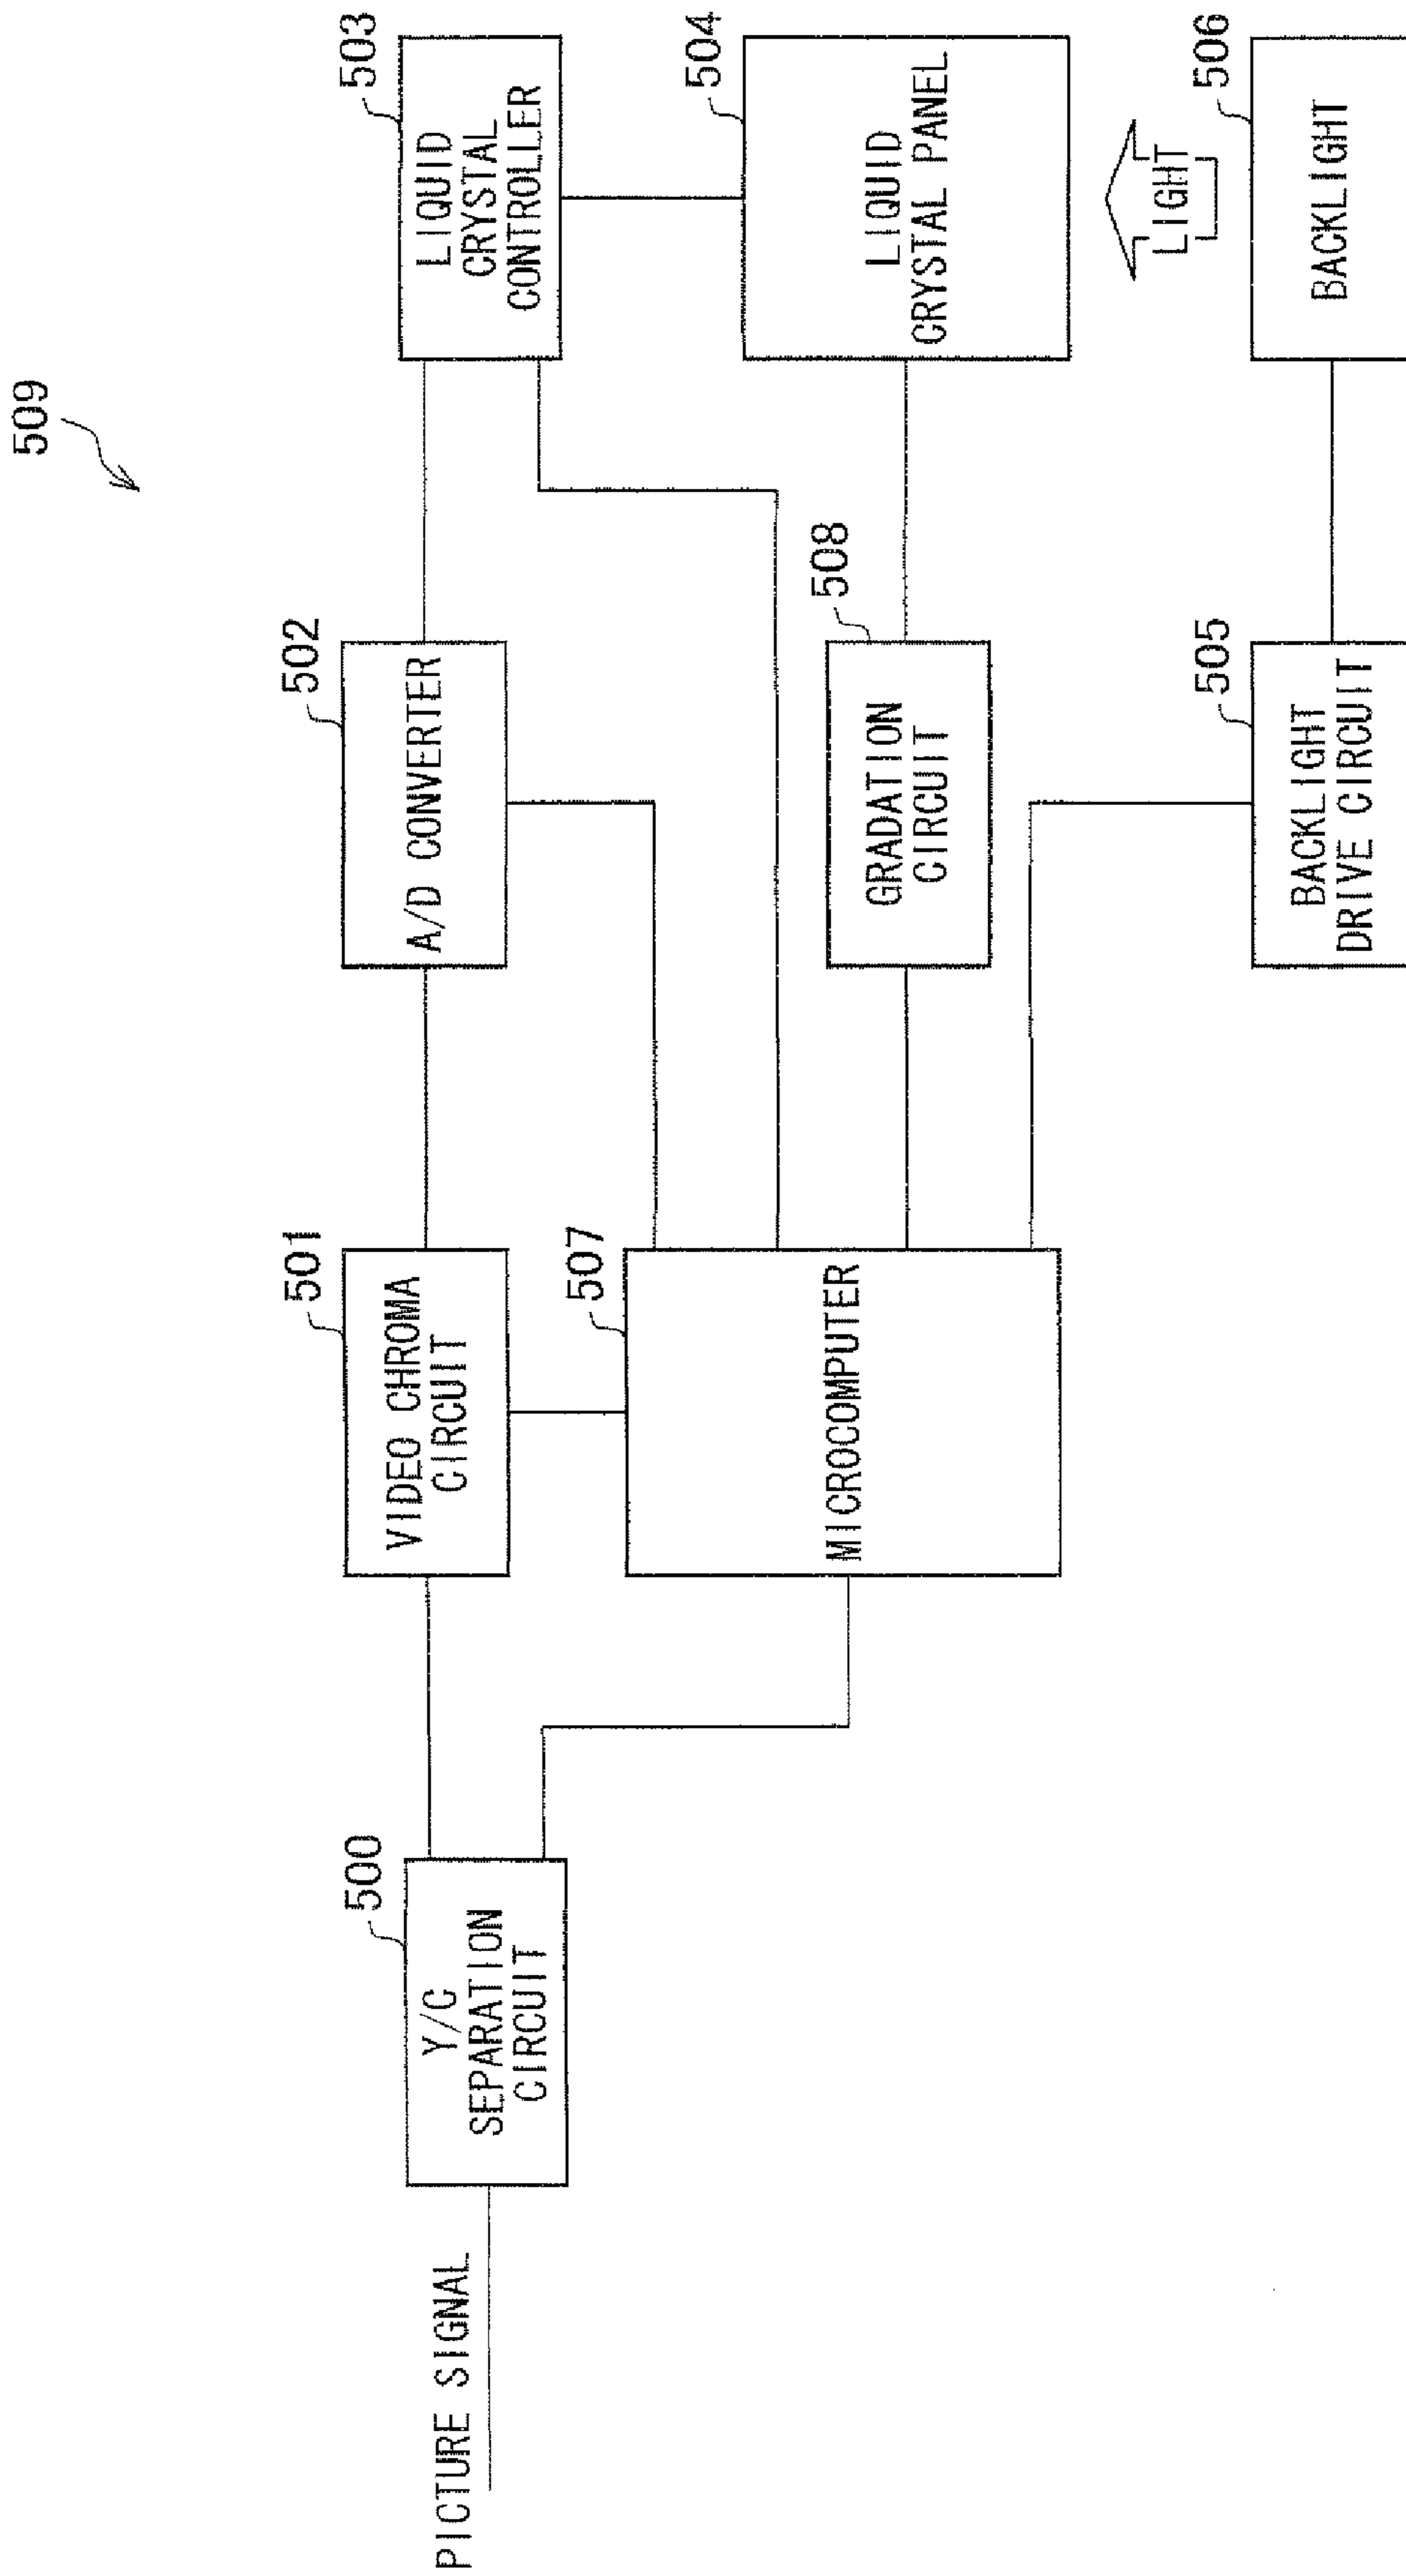 509
503
LIQUID
CRYSTAL
CONTROLLER
502
A/D CONVERTER
501
VIDEO CHROMA
CIRCUIT
500
Y/C
SEPARATION
CIRCUIT
PICTURE SIGNAL
504
LIQUID
CRYSTAL PANEL
508
GRADATION
CIRCUIT
507
MICROCOMPUTER
LIGHT
506
BACKLIGHT
505
BACKLIGHT
DRIVE CIRCUIT